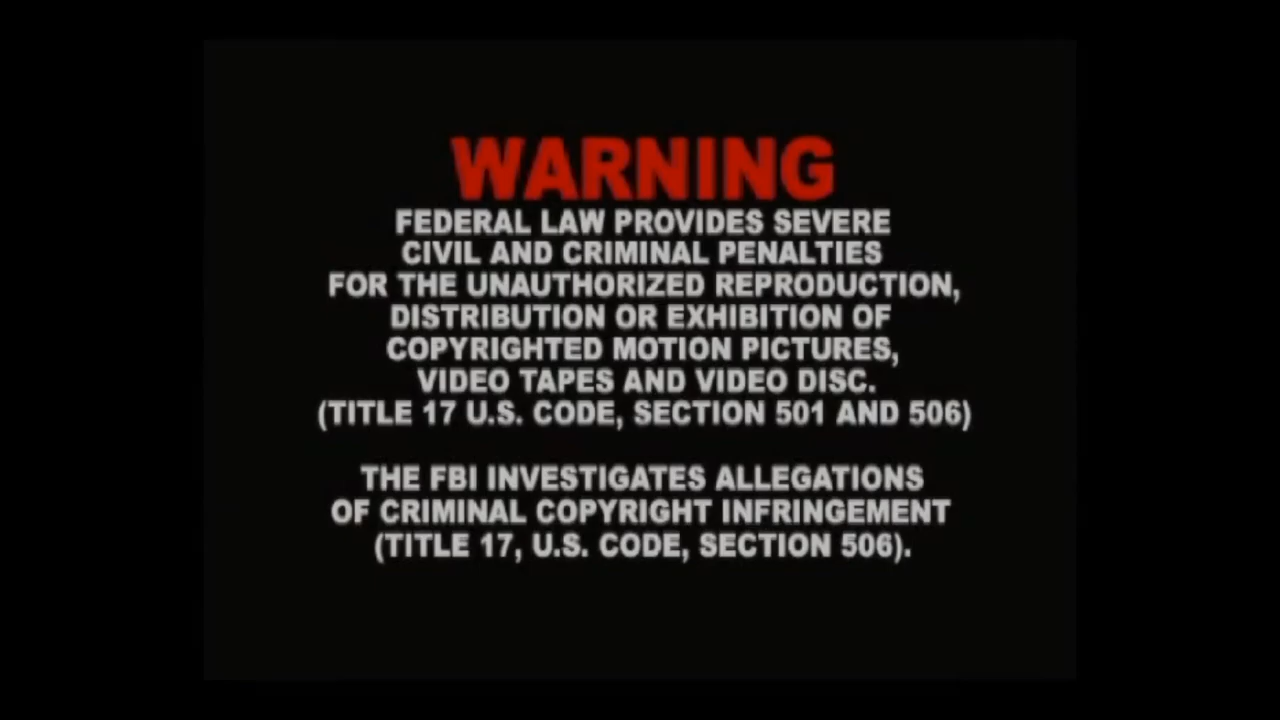 WARNING
FEDERAL LAW PROVIDES SEVERE
CIVIL AND CRIMINAL PENALTIES
FOR THE UNAUTHORIZED REPRODUCTION,
DISTRIBUTION OR EXHIBITION OF
COPYRIGHTED MOTION PICTURES,
VIDEO TAPES AND VIDEO DISC.
(TITLE 17 U.S. CODE, SECTION 501 AND 506)
THE FBI INVESTIGATES ALLEGATIONS
OF CRIMINAL COPYRIGHT INFRINGEMENT
(TITLE 17, U.S. CODE, SECTION 506).